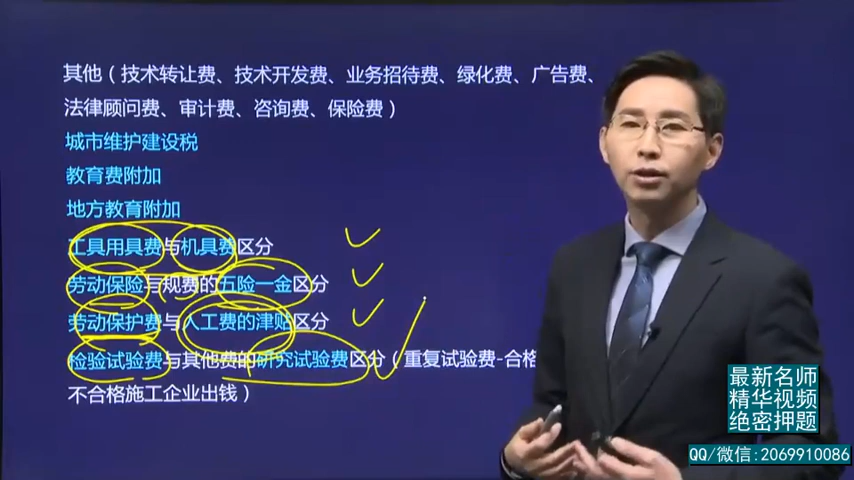 其他（技术转让费、技术开发费、业务招待费、绿化费、广告费、
法律顾问费、审计费、咨询费、保险费）
城市维护建设税
教育费附加
地方教育附加
工具用具费与机具费区分
劳动保险与规费的五险一金区分
劳动保护费与人工费的津贴区分
检验试验费与其他费的研究试验费区分（重复试验费-合格
不合格施工企业出钱）
最新名师
精华视频
绝密押题
QQ/微信:2069910086